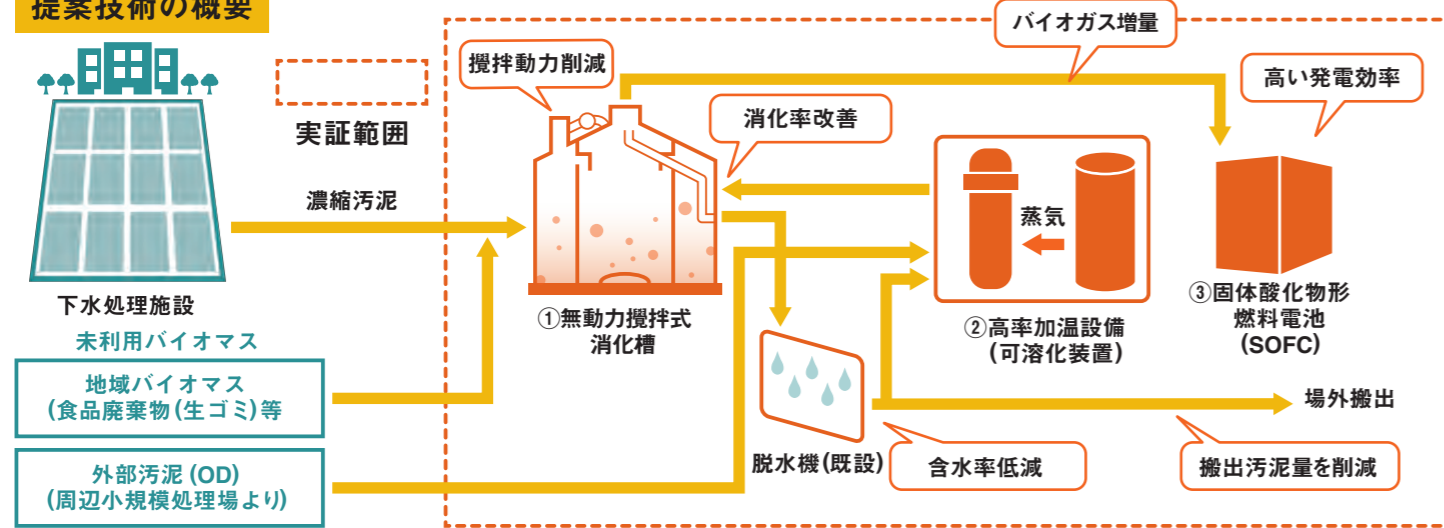 提案技術の概要
バイオガス増量
攪拌動力削減
高い発電効率
消化率改善
実証範囲
濃縮汚泥
蒸気
下水処理施設
①無動力攪拌式
消化槽
②高率加温設備
(可溶化装置)
③固体酸化物形
燃料電池
(SOFC)
未利用バイオマス
地域バイオマス
(食品廃棄物(生ゴミ)等
場外搬出
脱水機(既設)
含水率低減
搬出汚泥量を削減
外部汚泥(OD)
(周辺小規模処理場より)